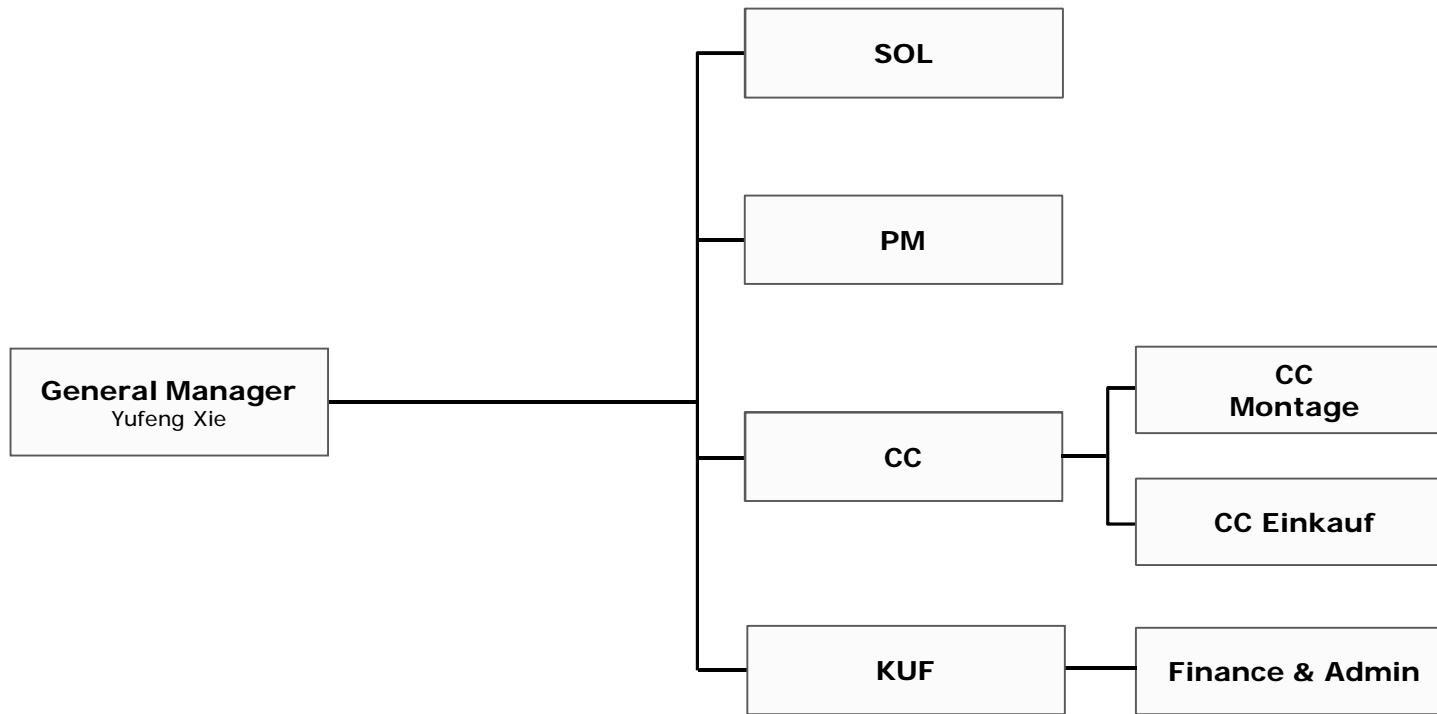 SOL
PM
General Manager
Yufeng Xie
CC
CC
Montage
CC Einkauf
KUF
Finance & Admin